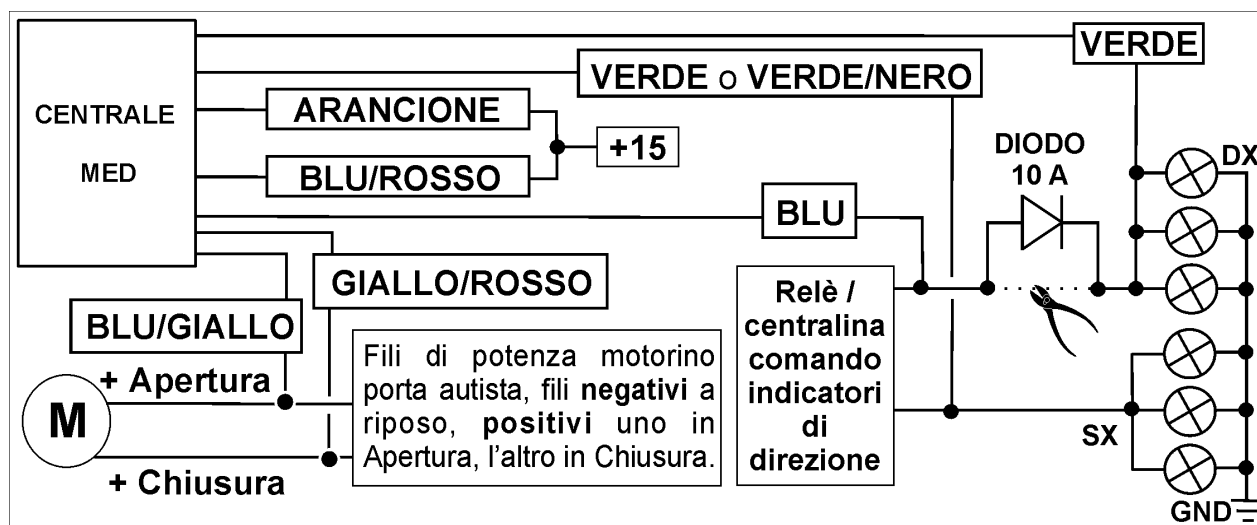 VERDE
VERDE o VERDE/NERO
CENTRALE
MED
ARANCIONE
+15
BLU/ROSSO
DIODO
10 A
DX
BLU
GIALLO/ROSSO
BLU/GIALLO
Relè /
centralina
comando
indicatori
di
direzione
+ Apertura
M
+ Chiusura
Fili di potenza motorino
porta autista, fili negativi a
riposo, positivi uno in
Apertura, l'altro in Chiusura.
SX
GND